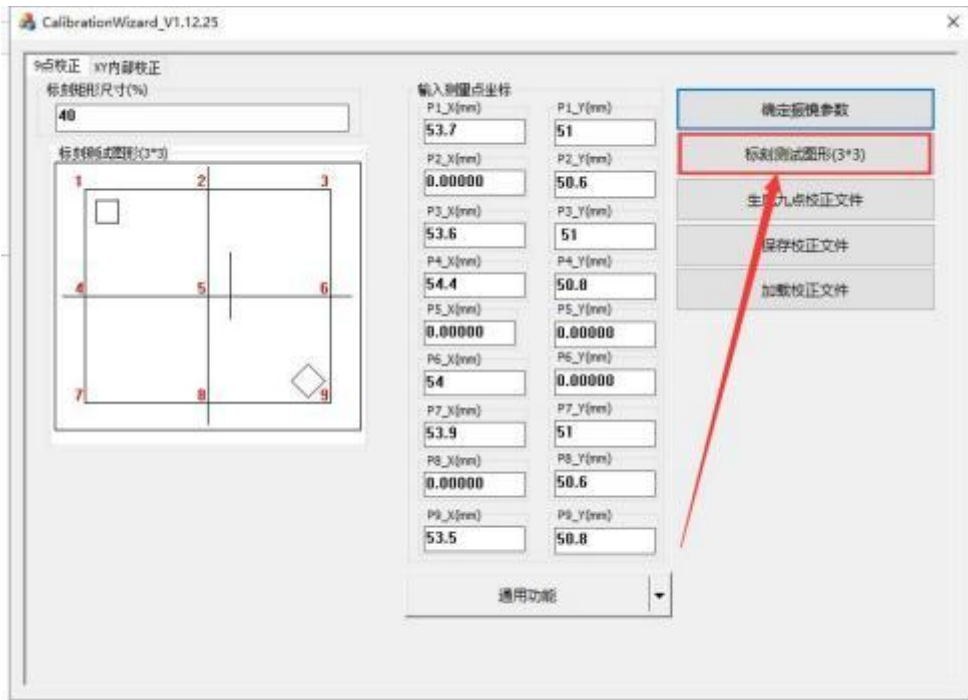 CalibrationWizard_V1.12.25
9点校正 XY内部校正
标刻矩形尺寸(%)
40
标刻测试图形(3*3)
1 2 3
4 5 6
7 8 9
输入测量点坐标
P1_X(mm) P1_Y(mm)
53.7 51
P2_X(mm) P2_Y(mm)
0.00000 50.6
P3_X(mm) P3_Y(mm)
53.6 51
P4_X(mm) P4_Y(mm)
54.4 50.8
P5_X(mm) P5_Y(mm)
0.00000 0.00000
P6_X(mm) P6_Y(mm)
54 0.00000
P7_X(mm) P7_Y(mm)
53.9 51
P8_X(mm) P8_Y(mm)
0.00000 50.6
P9_X(mm) P9_Y(mm)
53.5 50.8
通用功能
确定振镜参数
标刻测试图形(3*3)
生成九点校正文件
保存校正文件
加载校正文件